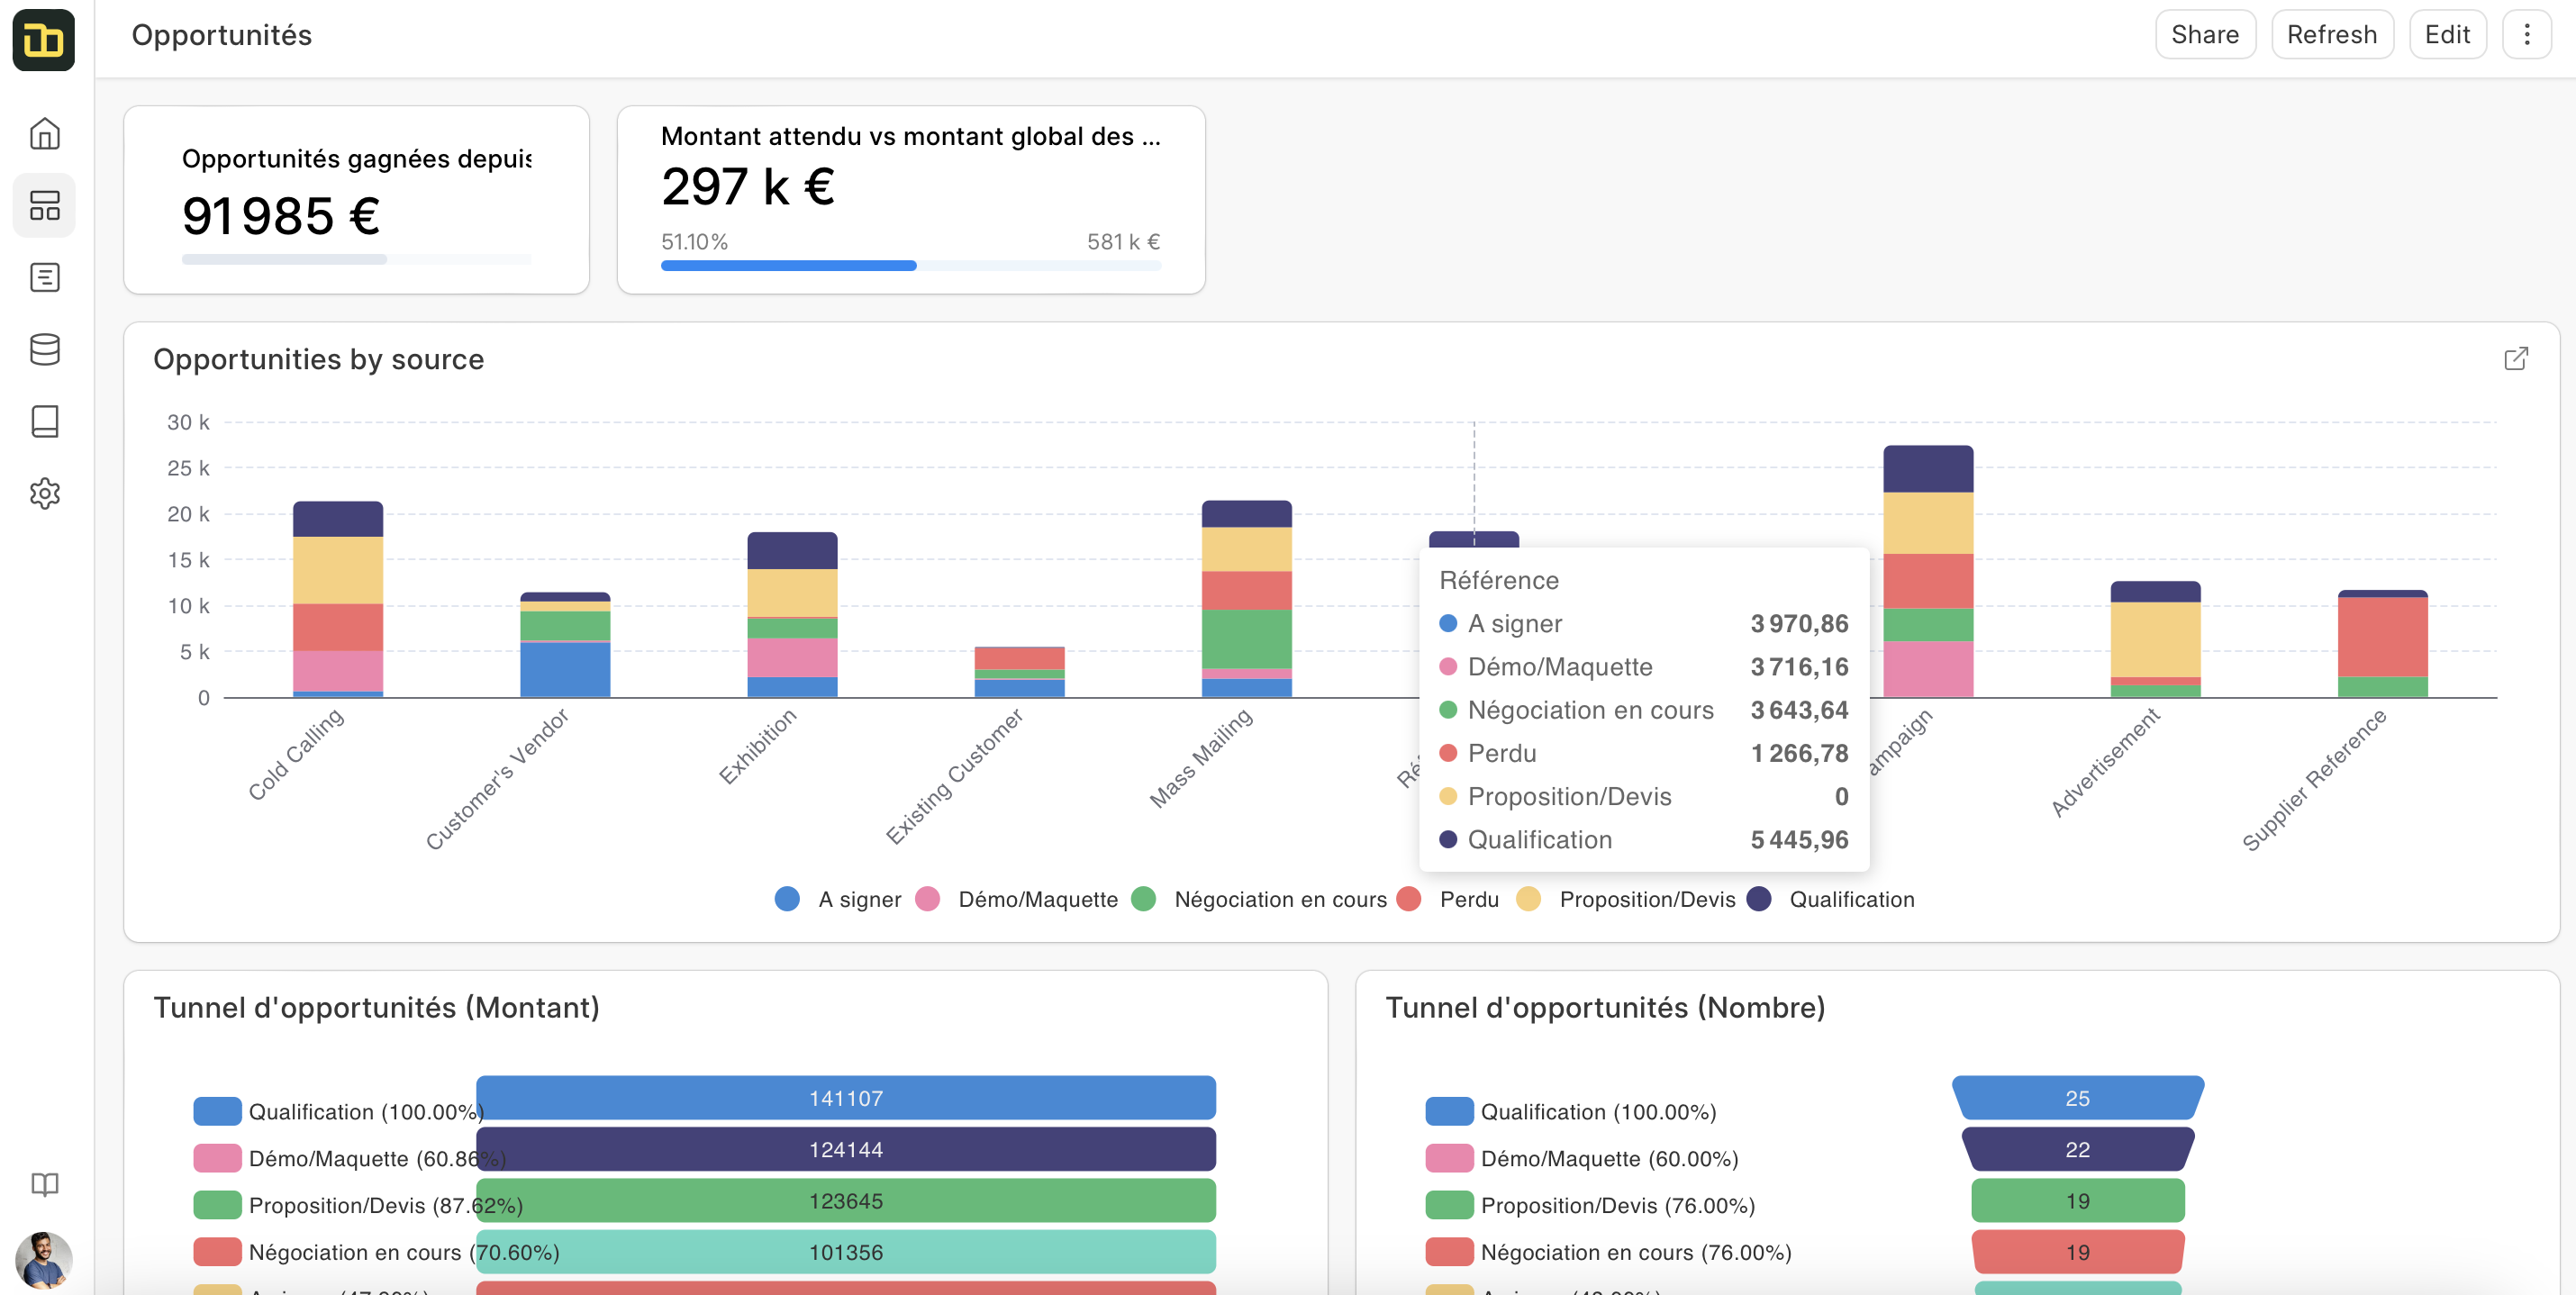 Opportunités
Share
Refresh
Edit
Opportunités gagnées depuis
91 985 €
Montant attendu vs montant global des ...
297 k €
51.10%
581 k €
Opportunities by source
30 k
25 k
20 k
15 k
10 k
5 k
0
Cold Calling
Customer's Vendor
Exhibition
Existing Customer
Mass Mailing
Ré
ampaign
Advertisement
Supplier Reference
Référence
A signer 3 970,86
Démo/Maquette 3 716,16
Négociation en cours 3 643,64
Perdu 1 266,78
Proposition/Devis 0
Qualification 5 445,96
A signer Démo/Maquette Négociation en cours Perdu Proposition/Devis Qualification
Tunnel d'opportunités (Montant)
Qualification (100.00%)
Démo/Maquette (60.86%)
Proposition/Devis (87.62%)
Négociation en cours (70.60%)
141107
124144
123645
101356
Tunnel d'opportunités (Nombre)
Qualification (100.00%)
Démo/Maquette (60.00%)
Proposition/Devis (76.00%)
Négociation en cours (76.00%)
25
22
19
19